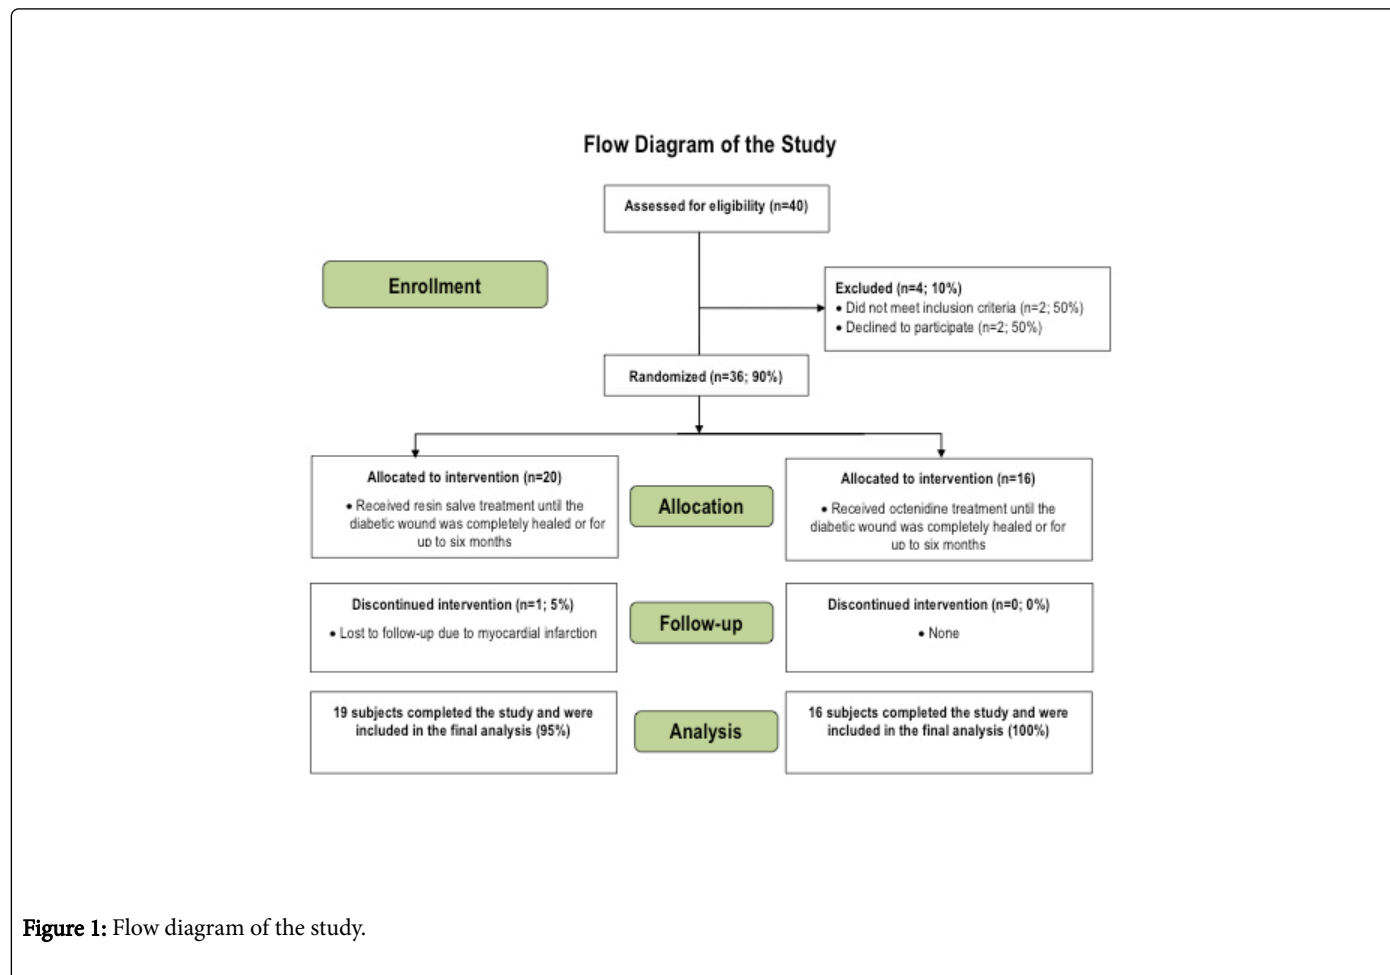 Flow Diagram of the Study
Assessed for eligibility (n=40)
Enrollment
Excluded (n=4; 10%)
• Did not meet inclusion criteria (n=2; 50%)
• Declined to participate (n=2; 50%)
Randomized (n=36; 90%)
Allocated to intervention (n=20)
• Received resin salve treatment until the
diabetic wound was completely healed or for
up to six months
Allocation
Allocated to intervention (n=16)
• Received octenidine treatment until the
diabetic wound was completely healed or for
up to six months
Discontinued intervention (n=1; 5%)
• Lost to follow-up due to myocardial infarction
Follow-up
Discontinued intervention (n=0; 0%)
• None
19 subjects completed the study and were
included in the final analysis (95%)
Analysis
16 subjects completed the study and were
included in the final analysis (100%)
Figure 1: Flow diagram of the study.